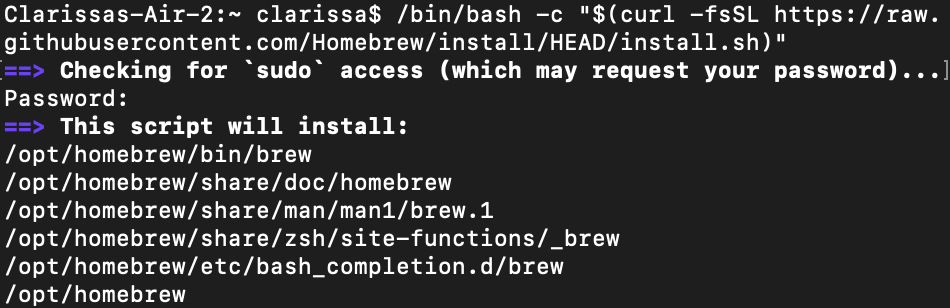 Clarissas-Air-2:~ clarissa$ /bin/bash -c "$(curl -fsSL https://raw.
githubusercontent.com/Homebrew/install/HEAD/install.sh)"
==> Checking for `sudo` access (which may request your password)...
Password:
==> This script will install:
/opt/homebrew/bin/brew
/opt/homebrew/share/doc/homebrew
/opt/homebrew/share/man/man1/brew.1
/opt/homebrew/share/zsh/site-functions/_brew
/opt/homebrew/etc/bash_completion.d/brew
/opt/homebrew